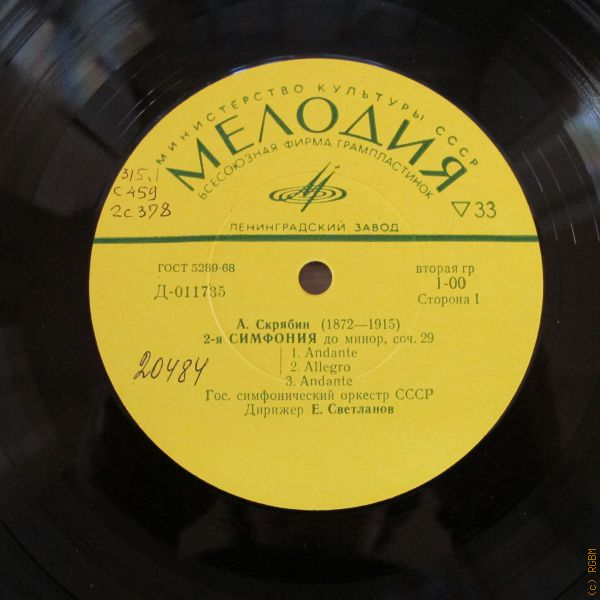 МИНИСТЕРСТВО КУЛЬТУРЫ СССР
МЕЛОДИЯ
ВСЕСОЮЗНАЯ ФИРМА ГРАМПЛАСТИНОК
315,1
С459
2с378
▽33
ЛЕНИНГРАДСКИЙ ЗАВОД
ГОСТ 5289-68
Д-011735
вторая гр
1-00
Сторона 1
А. Скрябин (1872—1915)
2-я СИМФОНИЯ до минор, соч. 29
1. Andante
2. Allegro
3. Andante
20484
Гос. симфонический оркестр СССР
Дирижер Е. Светланов
(c) RGBM